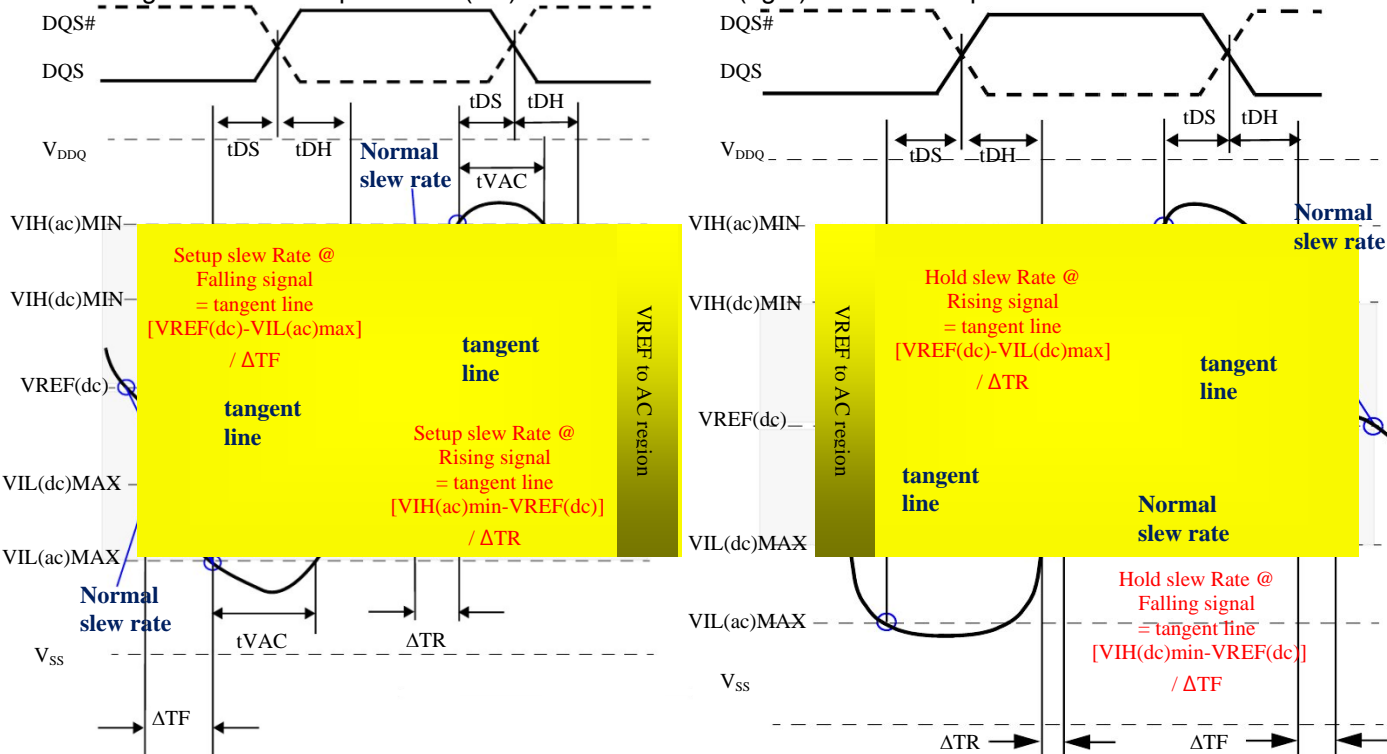 DQS#
DQS
tDS
tDH
tDS
tDH
VDDQ
Normal
slew rate
tVAC
VIH(ac)MIN
Setup slew Rate @
Falling signal
= tangent line
[VREF(dc)-VIL(ac)max]
/ ΔTF
VIH(dc)MIN
tangent
line
VREF(dc)
tangent
line
VREF to AC region
Setup slew Rate @
Rising signal
= tangent line
[VIH(ac)min-VREF(dc)]
/ ΔTR
VIL(dc)MAX
VIL(ac)MAX
Normal
slew rate
tVAC
ΔTR
VSS
ΔTF
DQS#
DQS
tDS
tDH
tDS
tDH
VDDQ
VIH(ac)MIN
Normal
slew rate
VIH(dc)MIN
Hold slew Rate @
Rising signal
= tangent line
[VREF(dc)-VIL(dc)max]
/ ΔTR
VREF to AC region
tangent
line
VREF(dc)
tangent
line
Normal
slew rate
VIL(dc)MAX
Hold slew Rate @
Falling signal
= tangent line
[VIH(dc)min-VREF(dc)]
/ ΔTF
VIL(ac)MAX
VSS
ΔTR
ΔTF